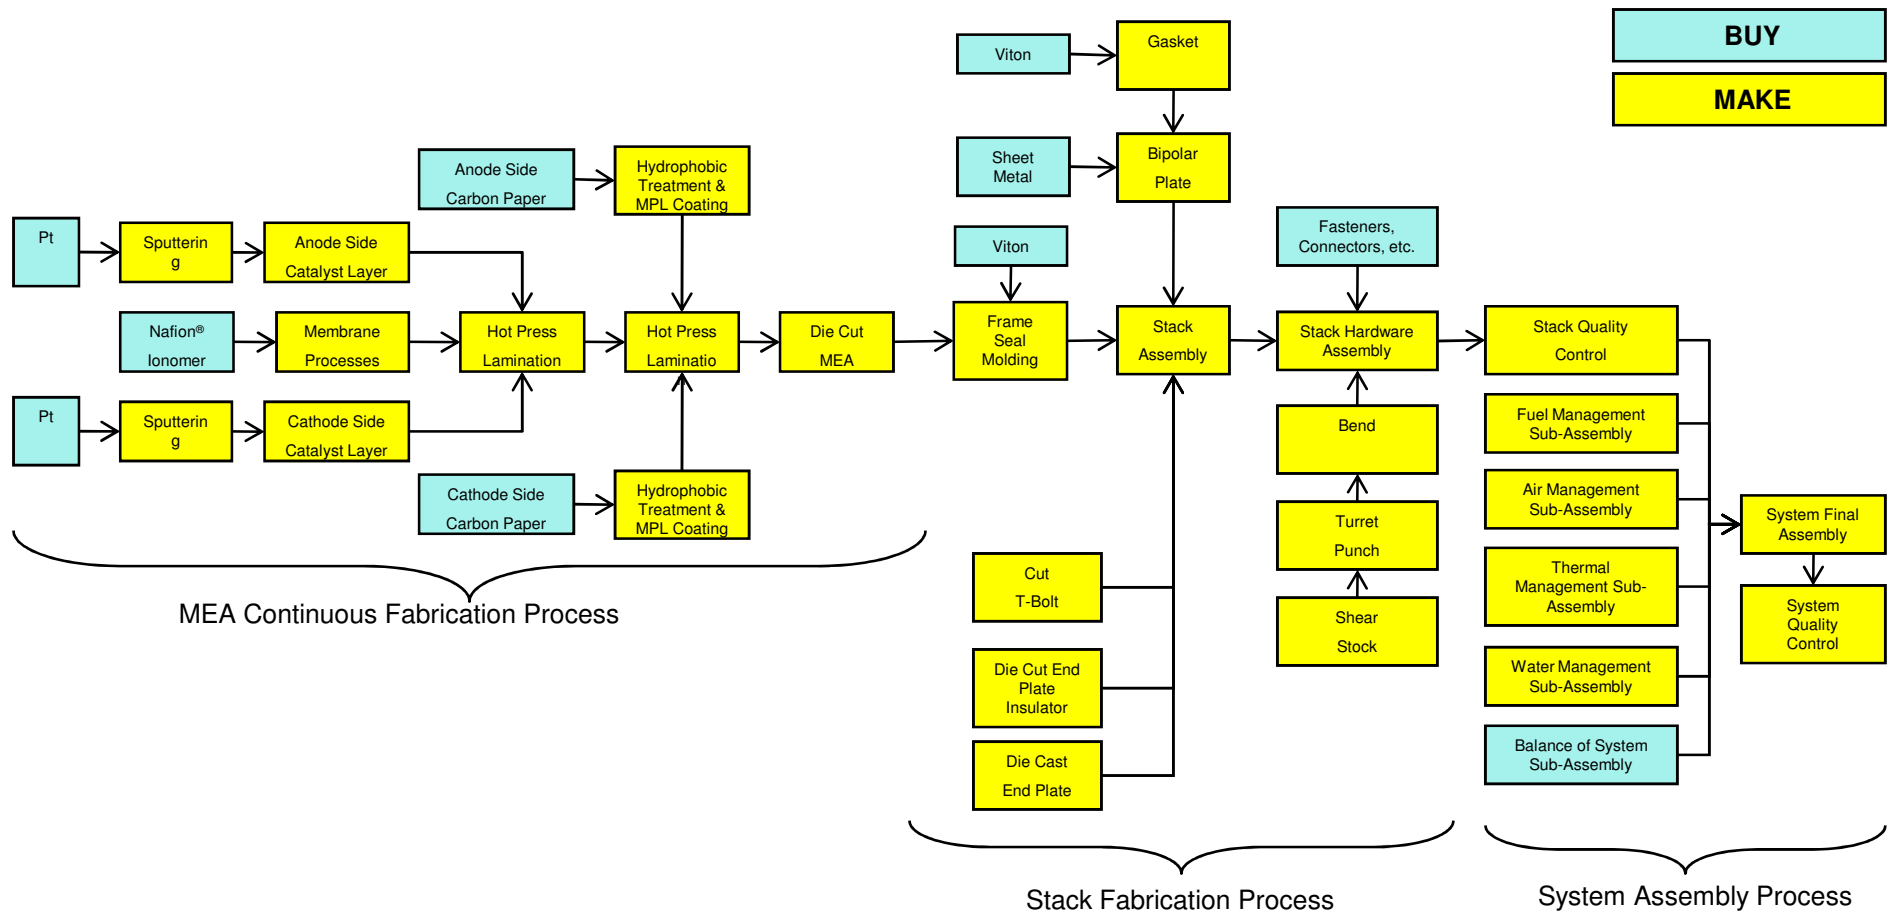 BUY
MAKE
Viton
Gasket
Sheet
Metal
Bipolar
Plate
Anode Side
Carbon Paper
Hydrophobic
Treatment &
MPL Coating
Pt
Sputterin
g
Anode Side
Catalyst Layer
Viton
Fasteners,
Connectors, etc.
Nafion®
Ionomer
Membrane
Processes
Hot Press
Lamination
Hot Press
Laminatio
Die Cut
MEA
Frame
Seal
Molding
Stack
Assembly
Stack Hardware
Assembly
Stack Quality
Control
Pt
Sputterin
g
Cathode Side
Catalyst Layer
Cathode Side
Carbon Paper
Hydrophobic
Treatment &
MPL Coating
Bend
Turret
Punch
Shear
Stock
Cut
T-Bolt
Die Cut End
Plate
Insulator
Die Cast
End Plate
Fuel Management
Sub-Assembly
Air Management
Sub-Assembly
Thermal
Management Sub-
Assembly
Water Management
Sub-Assembly
Balance of System
Sub-Assembly
System Final
Assembly
System
Quality
Control
MEA Continuous Fabrication Process
Stack Fabrication Process
System Assembly Process